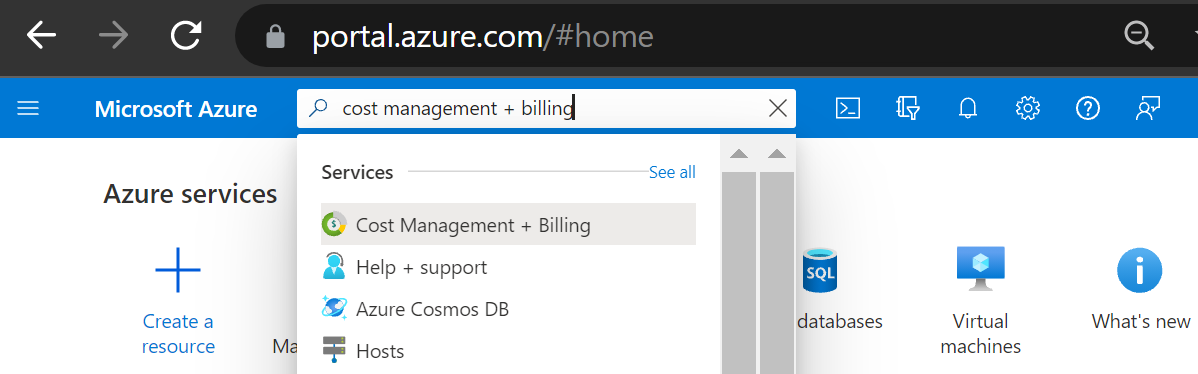 portal.azure.com/#home
Microsoft Azure
cost management + billing
Services
See all
Azure services
Cost Management + Billing
Help + support
Azure Cosmos DB
Hosts
Create a
resource
Ma
SQL
databases
Virtual
machines
What's new